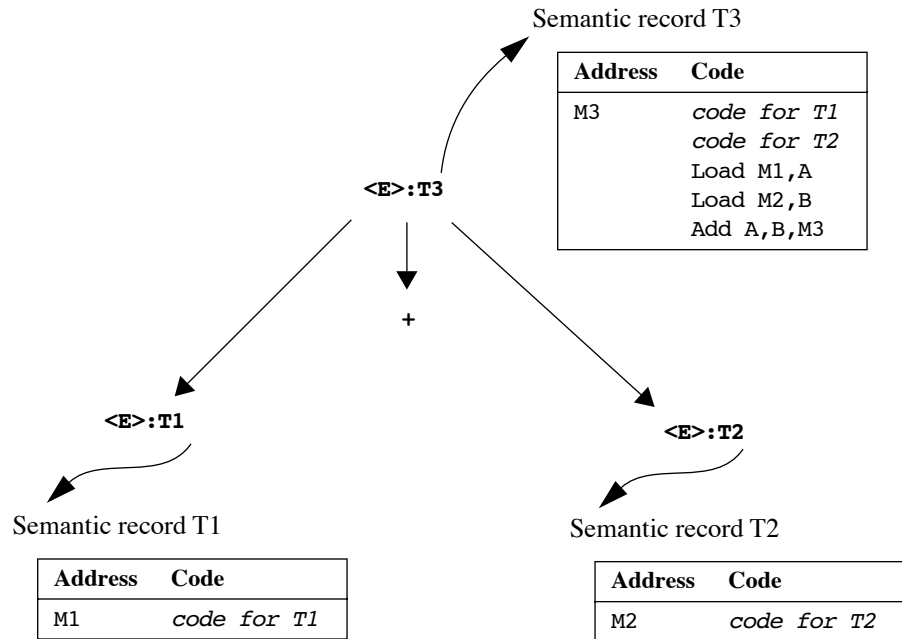 Semantic record T3
Address Code
M3 code for T1
code for T2
Load M1,A
Load M2,B
Add A,B,M3
<E>:T3
+
<E>:T1
<E>:T2
Semantic record T1
Address Code
M1 code for T1
Semantic record T2
Address Code
M2 code for T2